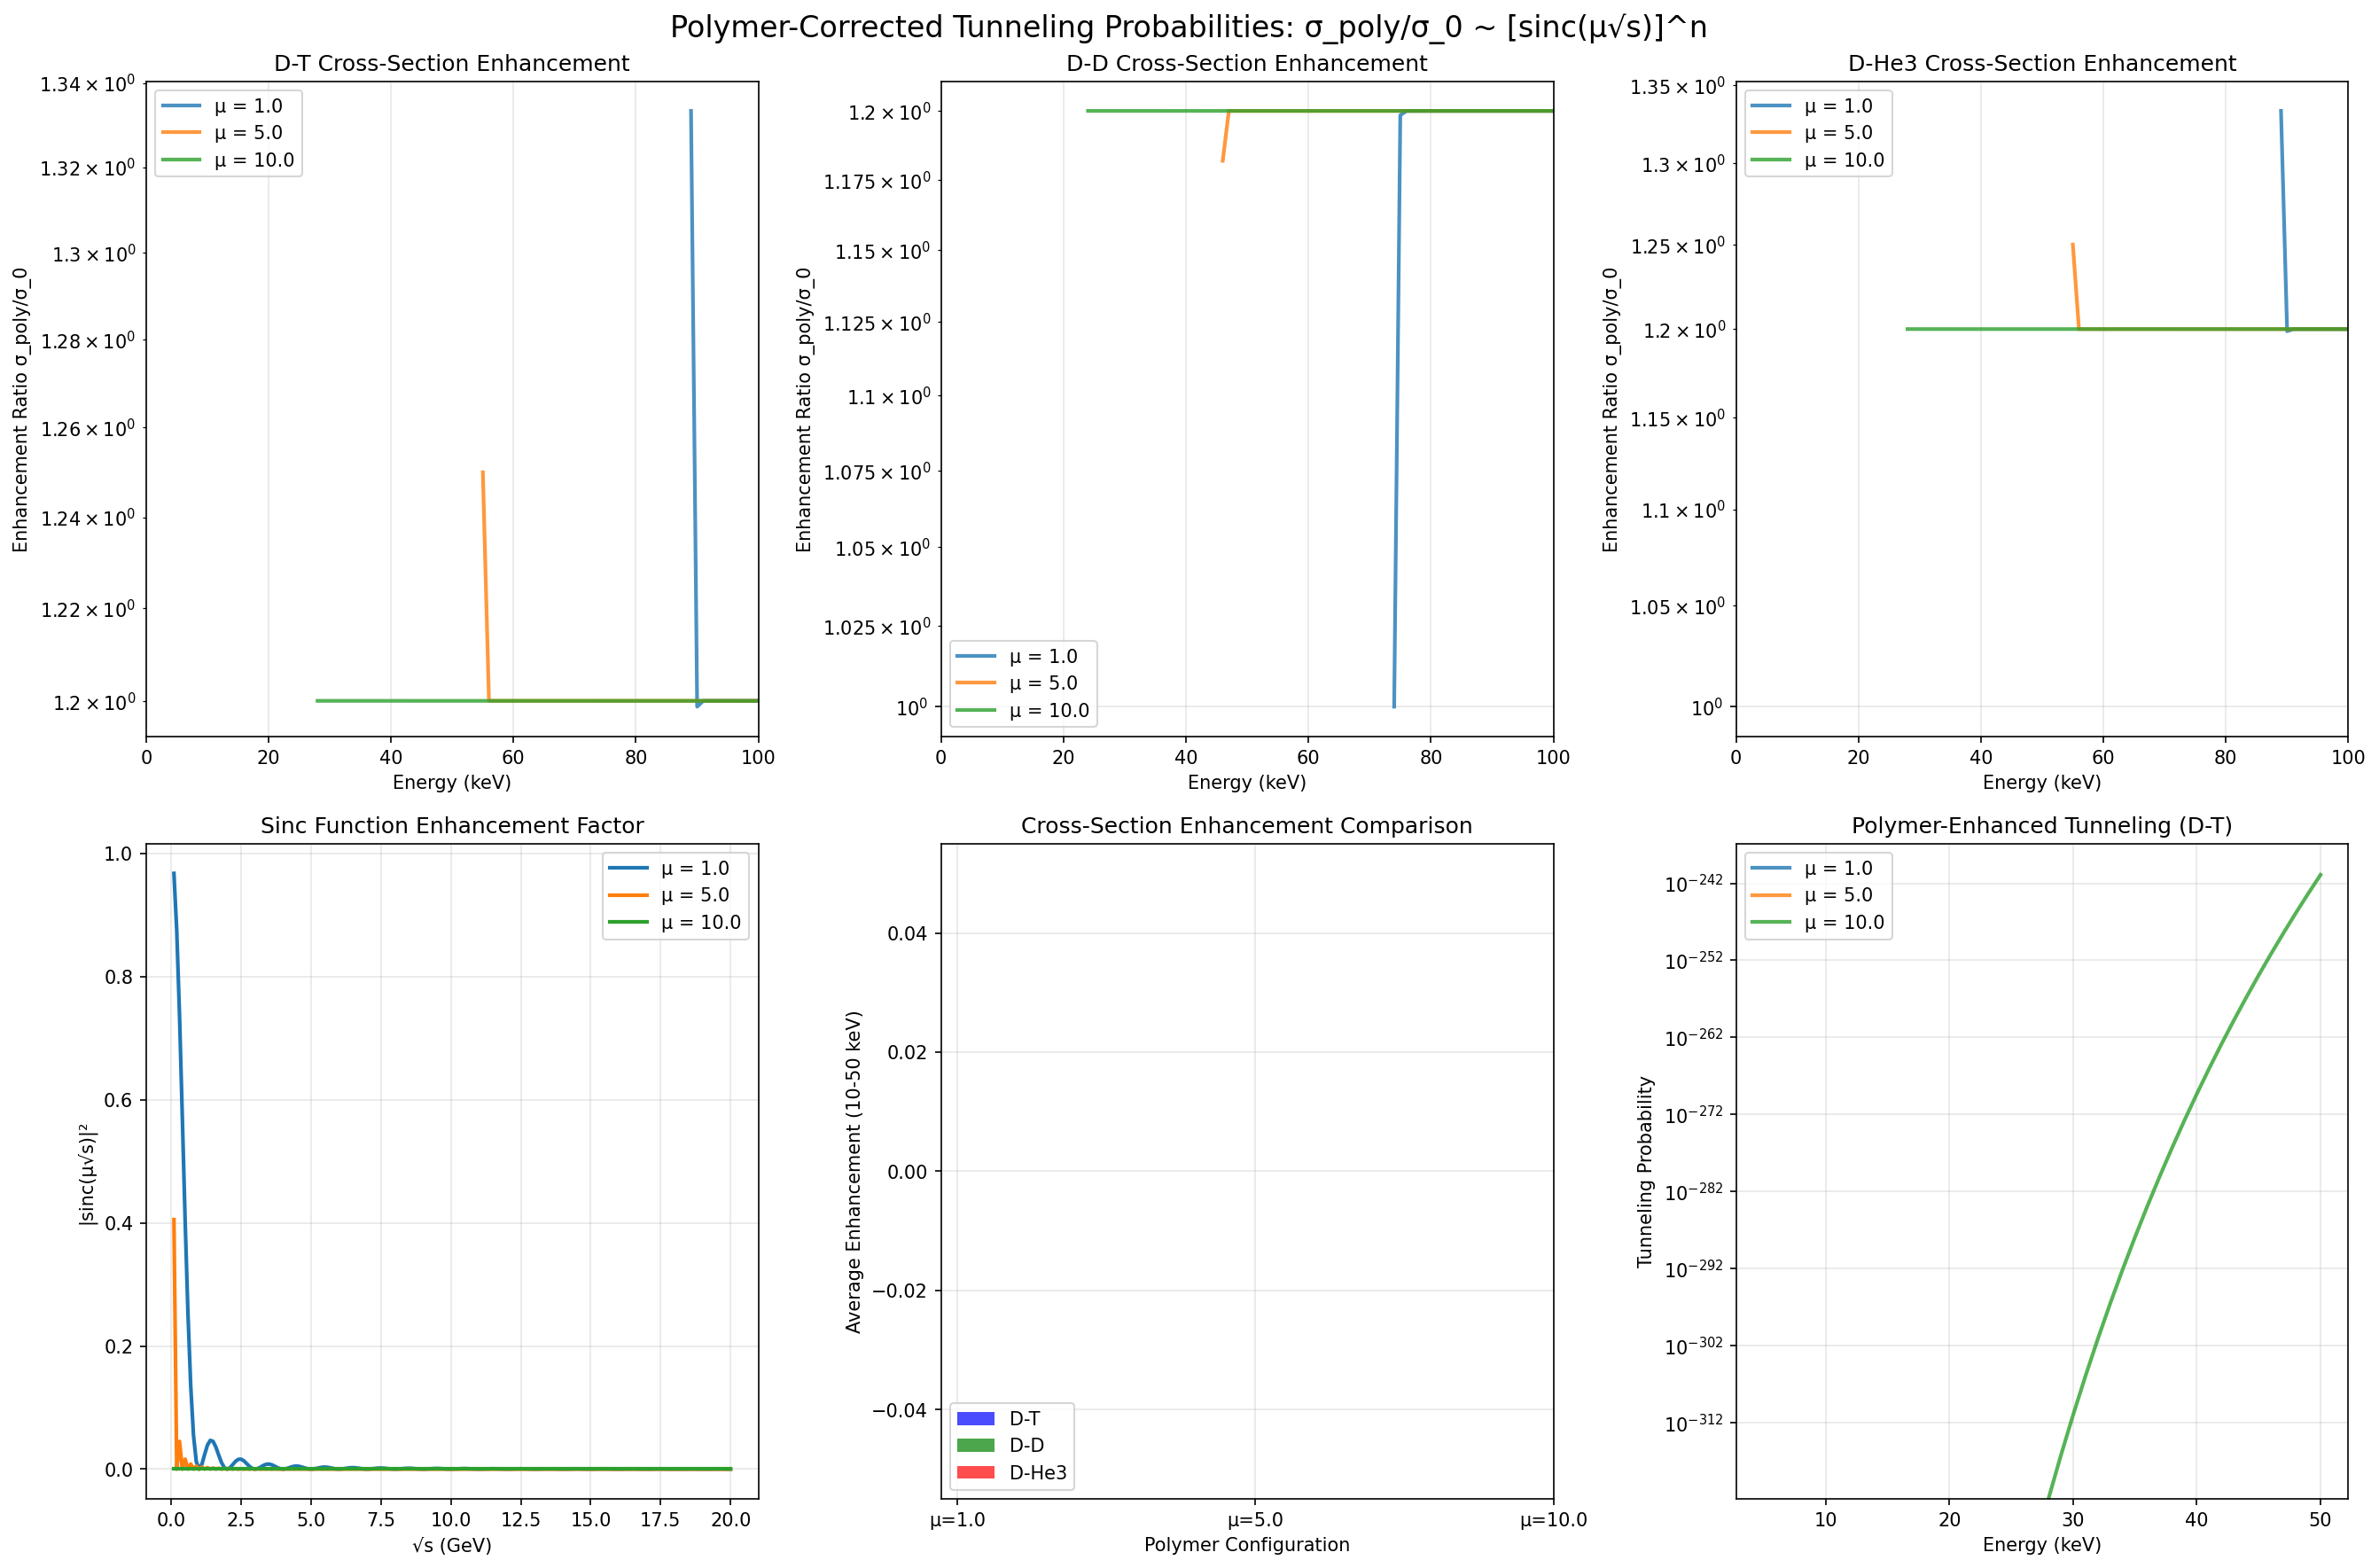 Polymer-Corrected Tunneling Probabilities: σ_poly/σ_0 ~ [sinc(μ√s)]^n
D-T Cross-Section Enhancement
Enhancement Ratio σ_poly/σ_0
1.34 × 10⁰
1.32 × 10⁰
1.3 × 10⁰
1.28 × 10⁰
1.26 × 10⁰
1.24 × 10⁰
1.22 × 10⁰
1.2 × 10⁰
μ = 1.0
μ = 5.0
μ = 10.0
0 20 40 60 80 100
Energy (keV)
D-D Cross-Section Enhancement
Enhancement Ratio σ_poly/σ_0
1.2 × 10⁰
1.175 × 10⁰
1.15 × 10⁰
1.125 × 10⁰
1.1 × 10⁰
1.075 × 10⁰
1.05 × 10⁰
1.025 × 10⁰
10⁰
μ = 1.0
μ = 5.0
μ = 10.0
0 20 40 60 80 100
Energy (keV)
D-He3 Cross-Section Enhancement
Enhancement Ratio σ_poly/σ_0
1.35 × 10⁰
1.3 × 10⁰
1.25 × 10⁰
1.2 × 10⁰
1.15 × 10⁰
1.1 × 10⁰
1.05 × 10⁰
10⁰
μ = 1.0
μ = 5.0
μ = 10.0
0 20 40 60 80 100
Energy (keV)
Sinc Function Enhancement Factor
|sinc(μ√s)|²
1.0
0.8
0.6
0.4
0.2
0.0
μ = 1.0
μ = 5.0
μ = 10.0
0.0 2.5 5.0 7.5 10.0 12.5 15.0 17.5 20.0
√s (GeV)
Cross-Section Enhancement Comparison
Average Enhancement (10-50 keV)
0.04
0.02
0.00
−0.02
−0.04
D-T
D-D
D-He3
μ=1.0 μ=5.0 μ=10.0
Polymer Configuration
Polymer-Enhanced Tunneling (D-T)
Tunneling Probability
10⁻²⁴²
10⁻²⁵²
10⁻²⁶²
10⁻²⁷²
10⁻²⁸²
10⁻²⁹²
10⁻³⁰²
10⁻³¹²
μ = 1.0
μ = 5.0
μ = 10.0
10 20 30 40 50
Energy (keV)